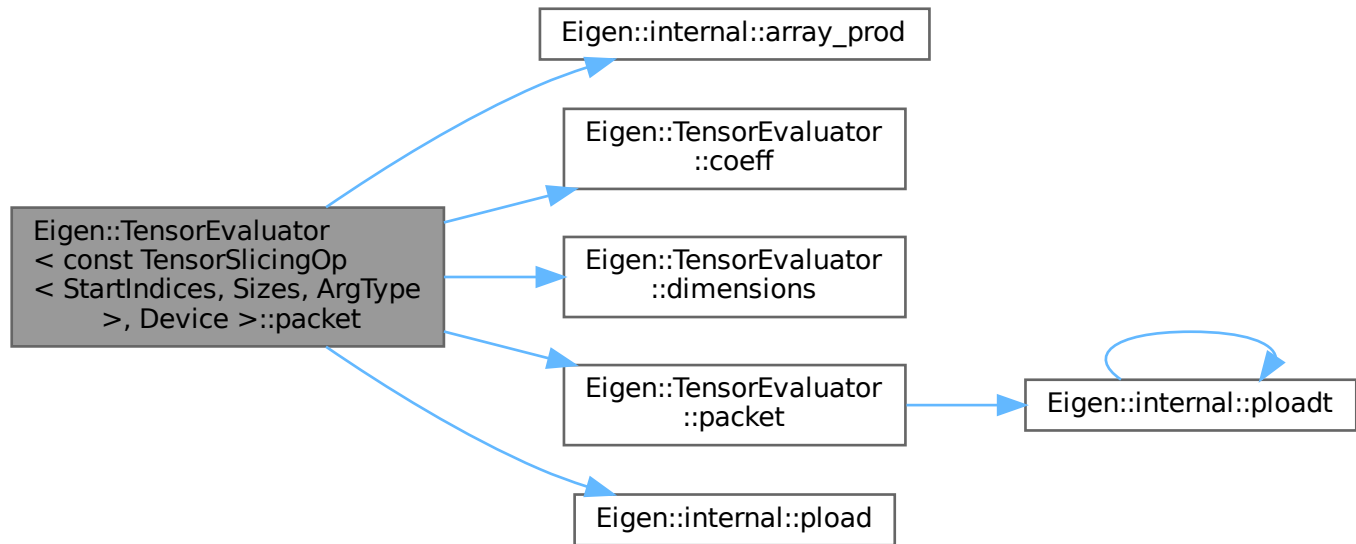 Eigen::internal::array_prod
Eigen::TensorEvaluator
::coeff
Eigen::TensorEvaluator
< const TensorSlicingOp
< StartIndices, Sizes, ArgType
>, Device >::packet
Eigen::TensorEvaluator
::dimensions
Eigen::TensorEvaluator
::packet
Eigen::internal::ploadt
Eigen::internal::pload